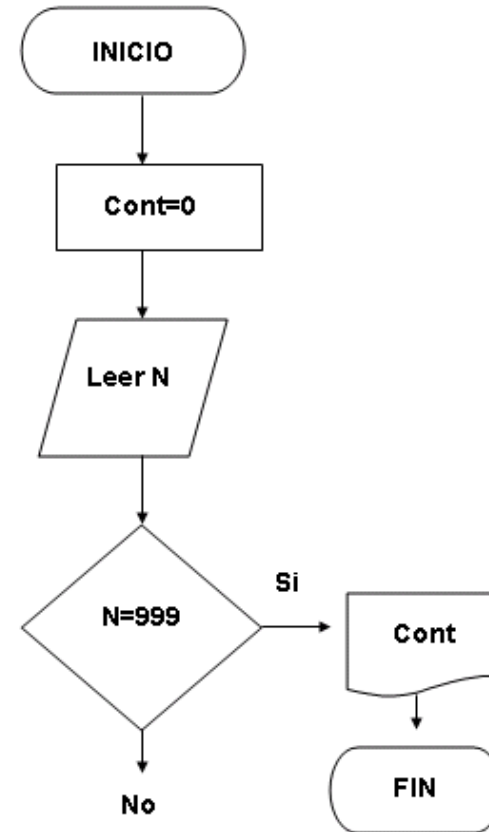 INICIO
Cont=0
Leer N
N=999
Si
Cont
No
FIN